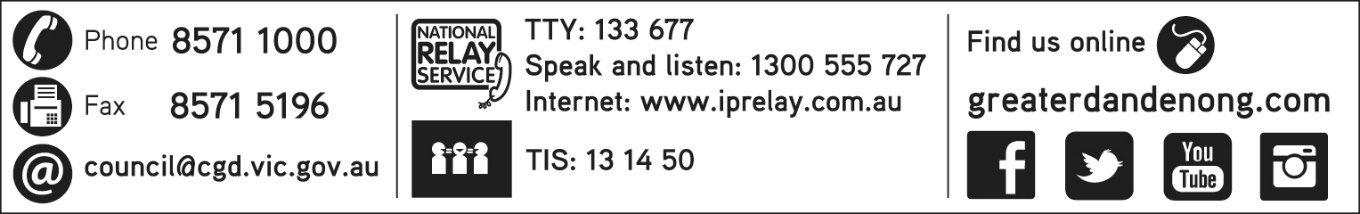 Phone 8571 1000
Fax 8571 5196
council@cgd.vic.gov.au
NATIONAL
RELAY
SERVICE
TTY: 133 677
Speak and listen: 1300 555 727
Internet: www.iprelay.com.au
TIS: 13 14 50
Find us online
greaterdandenong.com
f
You
Tube